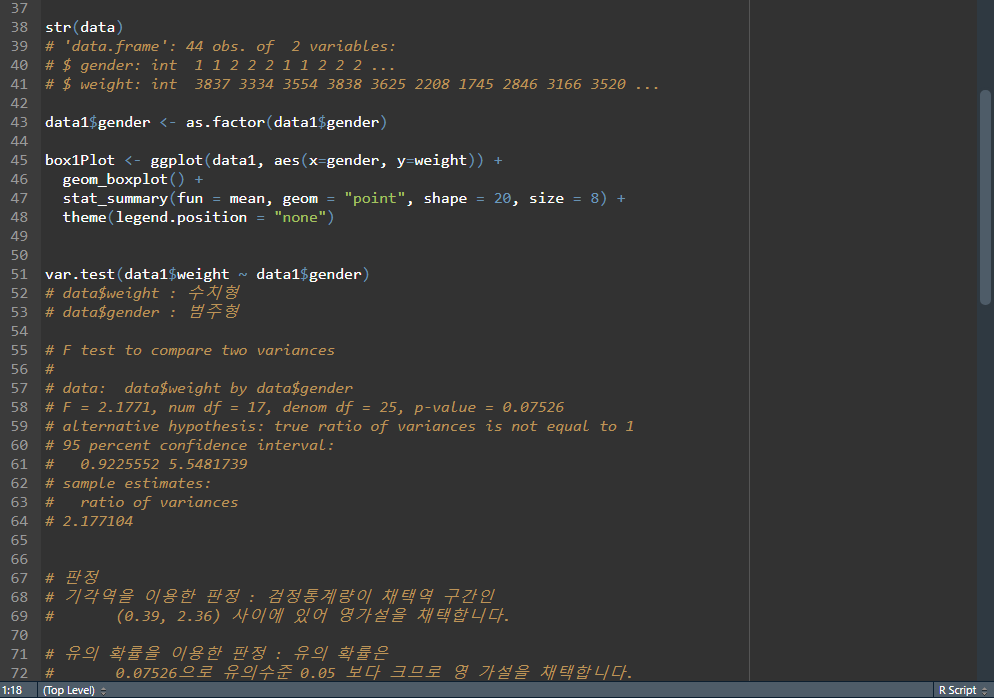 37
38 str(data)
39 # 'data.frame': 44 obs. of  2 variables:
40 # $ gender: int  1 1 2 2 2 1 1 2 2 2 ...
41 # $ weight: int  3837 3334 3554 3838 3625 2208 1745 2846 3166 3520 ...
42
43 data1$gender <- as.factor(data1$gender)
44
45 box1Plot <- ggplot(data1, aes(x=gender, y=weight)) +
46   geom_boxplot() +
47   stat_summary(fun = mean, geom = "point", shape = 20, size = 8) +
48   theme(legend.position = "none")
49
50
51 var.test(data1$weight ~ data1$gender)
52 # data$weight : 수치형
53 # data$gender : 범주형
54
55 # F test to compare two variances
56 #
57 # data:  data$weight by data$gender
58 # F = 2.1771, num df = 17, denom df = 25, p-value = 0.07526
59 # alternative hypothesis: true ratio of variances is not equal to 1
60 # 95 percent confidence interval:
61 #   0.9225552 5.5481739
62 # sample estimates:
63 #   ratio of variances
64 # 2.177104
65
66
67 # 판정
68 # 기각역을 이용한 판정 : 검정통계량이 채택역 구간인
69 #       (0.39, 2.36) 사이에 있어 영가설을 채택합니다.
70
71 # 유의 확률을 이용한 판정 : 유의 확률은
72 #       0.07526으로 유의수준 0.05 보다 크므로 영 가설을 채택합니다.
1:18 (Top Level) R Script